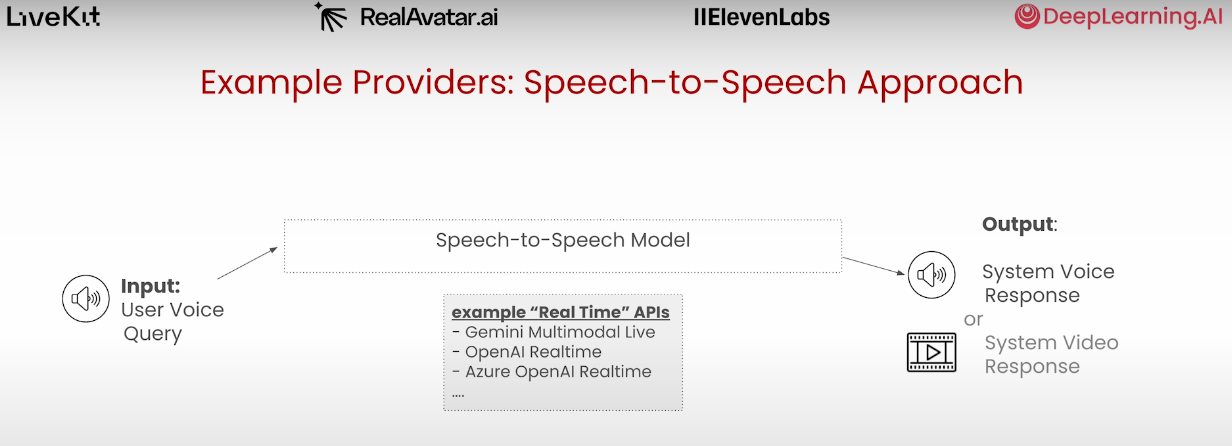 LiveKit
RealAvatar.ai
IIElevenLabs
DeepLearning.AI
Example Providers: Speech-to-Speech Approach
Speech-to-Speech Model
Input:
User Voice
Query
example “Real Time” APIs
- Gemini Multimodal Live
- OpenAI Realtime
- Azure OpenAI Realtime
....
Output:
System Voice
Response
or
System Video
Response